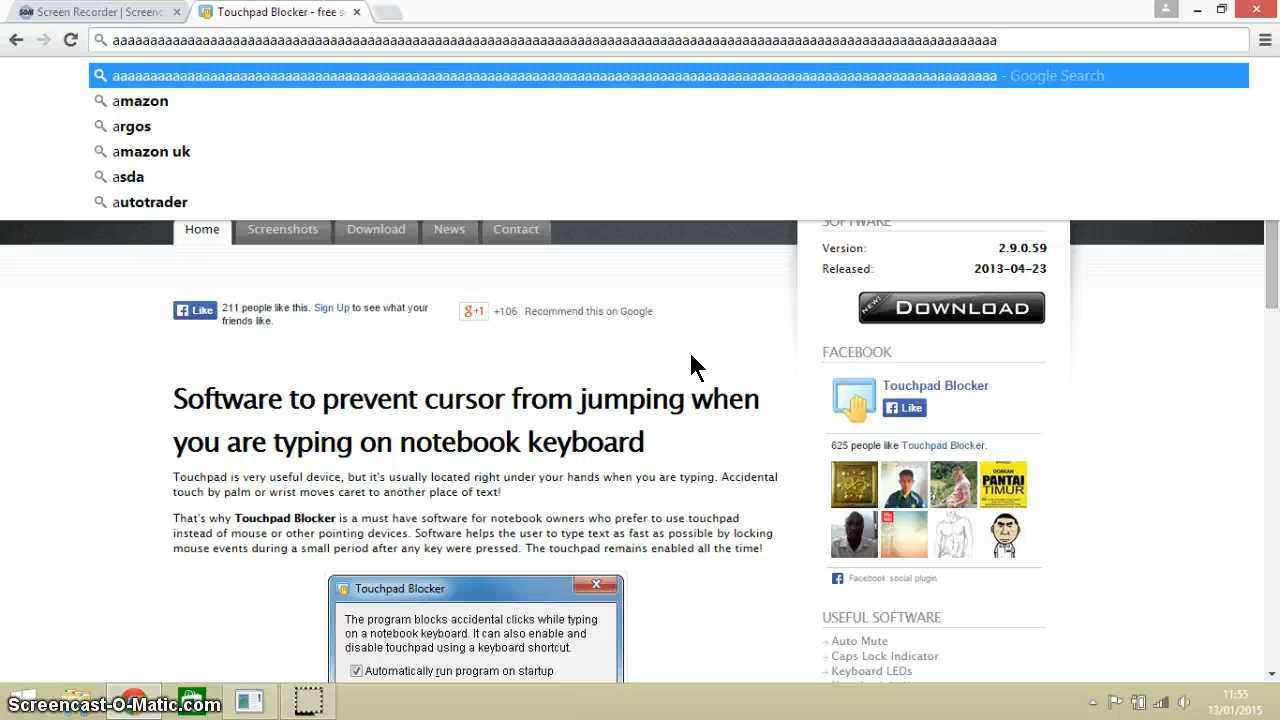 Screen Recorder | Screenc
Touchpad Blocker - free s
aaaaaaaaaaaaaaaaaaaaaaaaaaaaaaaaaaaaaaaaaaaaaaaaaaaaaaaaaaaaaaaaaaaaaaaaaaaaaaaaaaaaaaaaaaaaaaaaaaaaaaaaaaaaaaaaaaaaaaaaaaaa
aaaaaaaaaaaaaaaaaaaaaaaaaaaaaaaaaaaaaaaaaaaaaaaaaaaaaaaaaaaaaaaaaaaaaaaaaaaaaaaaaaaaaaaaaaaaaaaaaaaaaaaaaaaaaaaaaaaaaaaaaaaa - Google Search
amazon
argos
amazon uk
asda
autotrader
Home Screenshots Download News Contact
SOFTWARE
Version: 2.9.0.59
Released: 2013-04-23
NEW! DOWNLOAD
Like 211 people like this. Sign Up to see what your
friends like.
g+1 +106 Recommend this on Google
FACEBOOK
Touchpad Blocker
Like
625 people like Touchpad Blocker.
DOAKAN
PANTAI
TIMUR
Facebook social plugin
Software to prevent cursor from jumping when
you are typing on notebook keyboard
Touchpad is very useful device, but it's usually located right under your hands when you are typing. Accidental
touch by palm or wrist moves caret to another place of text!
That's why Touchpad Blocker is a must have software for notebook owners who prefer to use touchpad
instead of mouse or other pointing devices. Software helps the user to type text as fast as possible by locking
mouse events during a small period after any key were pressed. The touchpad remains enabled all the time!
Touchpad Blocker
The program blocks accidental clicks while typing
on a notebook keyboard. It can also enable and
disable touchpad using a keyboard shortcut.
Automatically run program on startup
USEFUL SOFTWARE
Auto Mute
Caps Lock Indicator
Keyboard LEDs
Screencast-O-Matic.com
11:55
13/01/2015